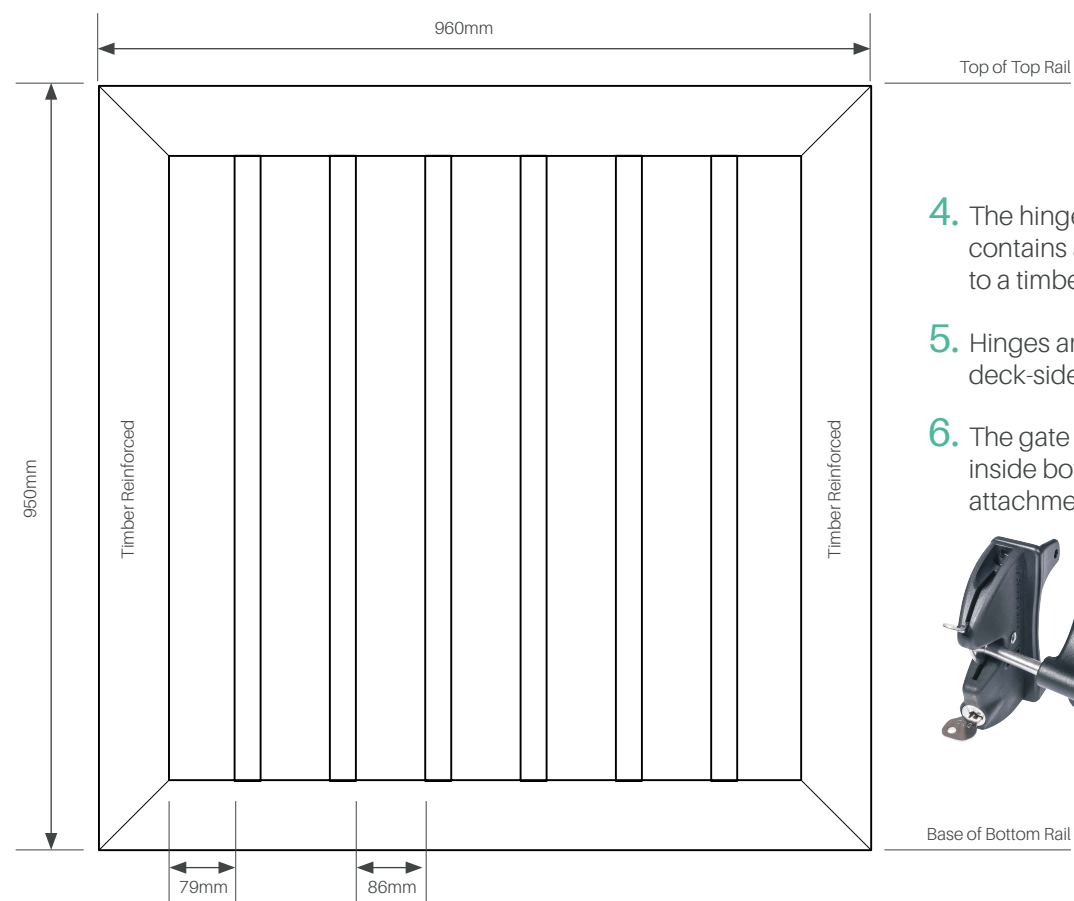 960mm
Top of Top Rail
950mm
Timber Reinforced
Timber Reinforced
4. The hinge
contains
to a timbe
5. Hinges ar
deck-side
6. The gate
inside bo
attachme
Base of Bottom Rail
79mm
86mm